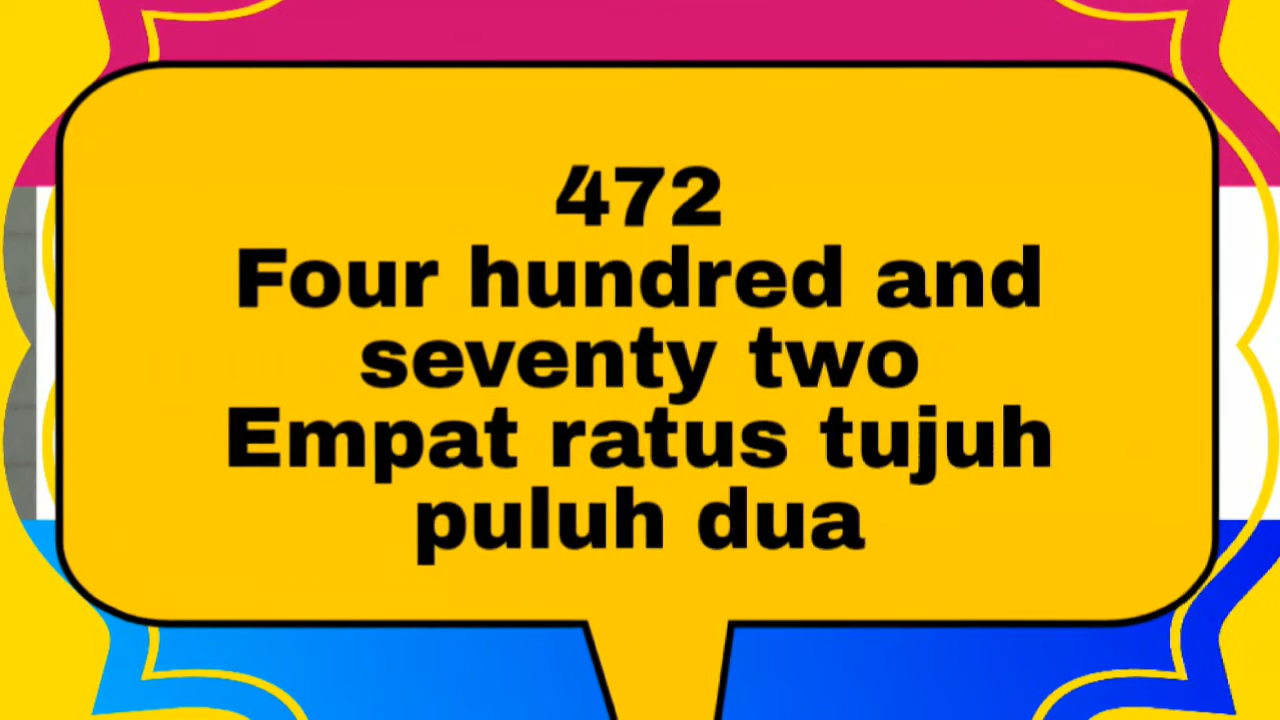 472
Four hundred and
seventy two
Empat ratus tujuh
puluh dua